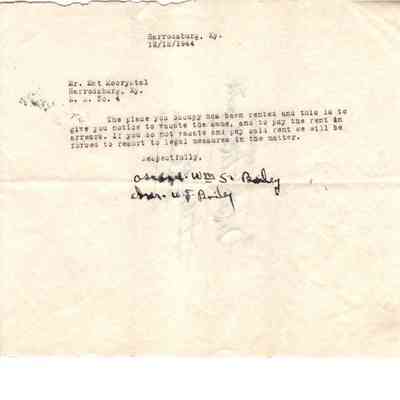 Harrodsburg, Ky.
12/12/1944
Mr. Mat Mocrystal
Harrodsburg, Ky.
R. R. No. 4
The place you occupy has been rented and this is to
give you notice to vacate the same, and to pay the rent in
arrears. If you do not vacate and pay said rent we will be
forced to resort to legal measures in the matter.
Respectfully,
Wm S. Bailey
W. J. Bailey